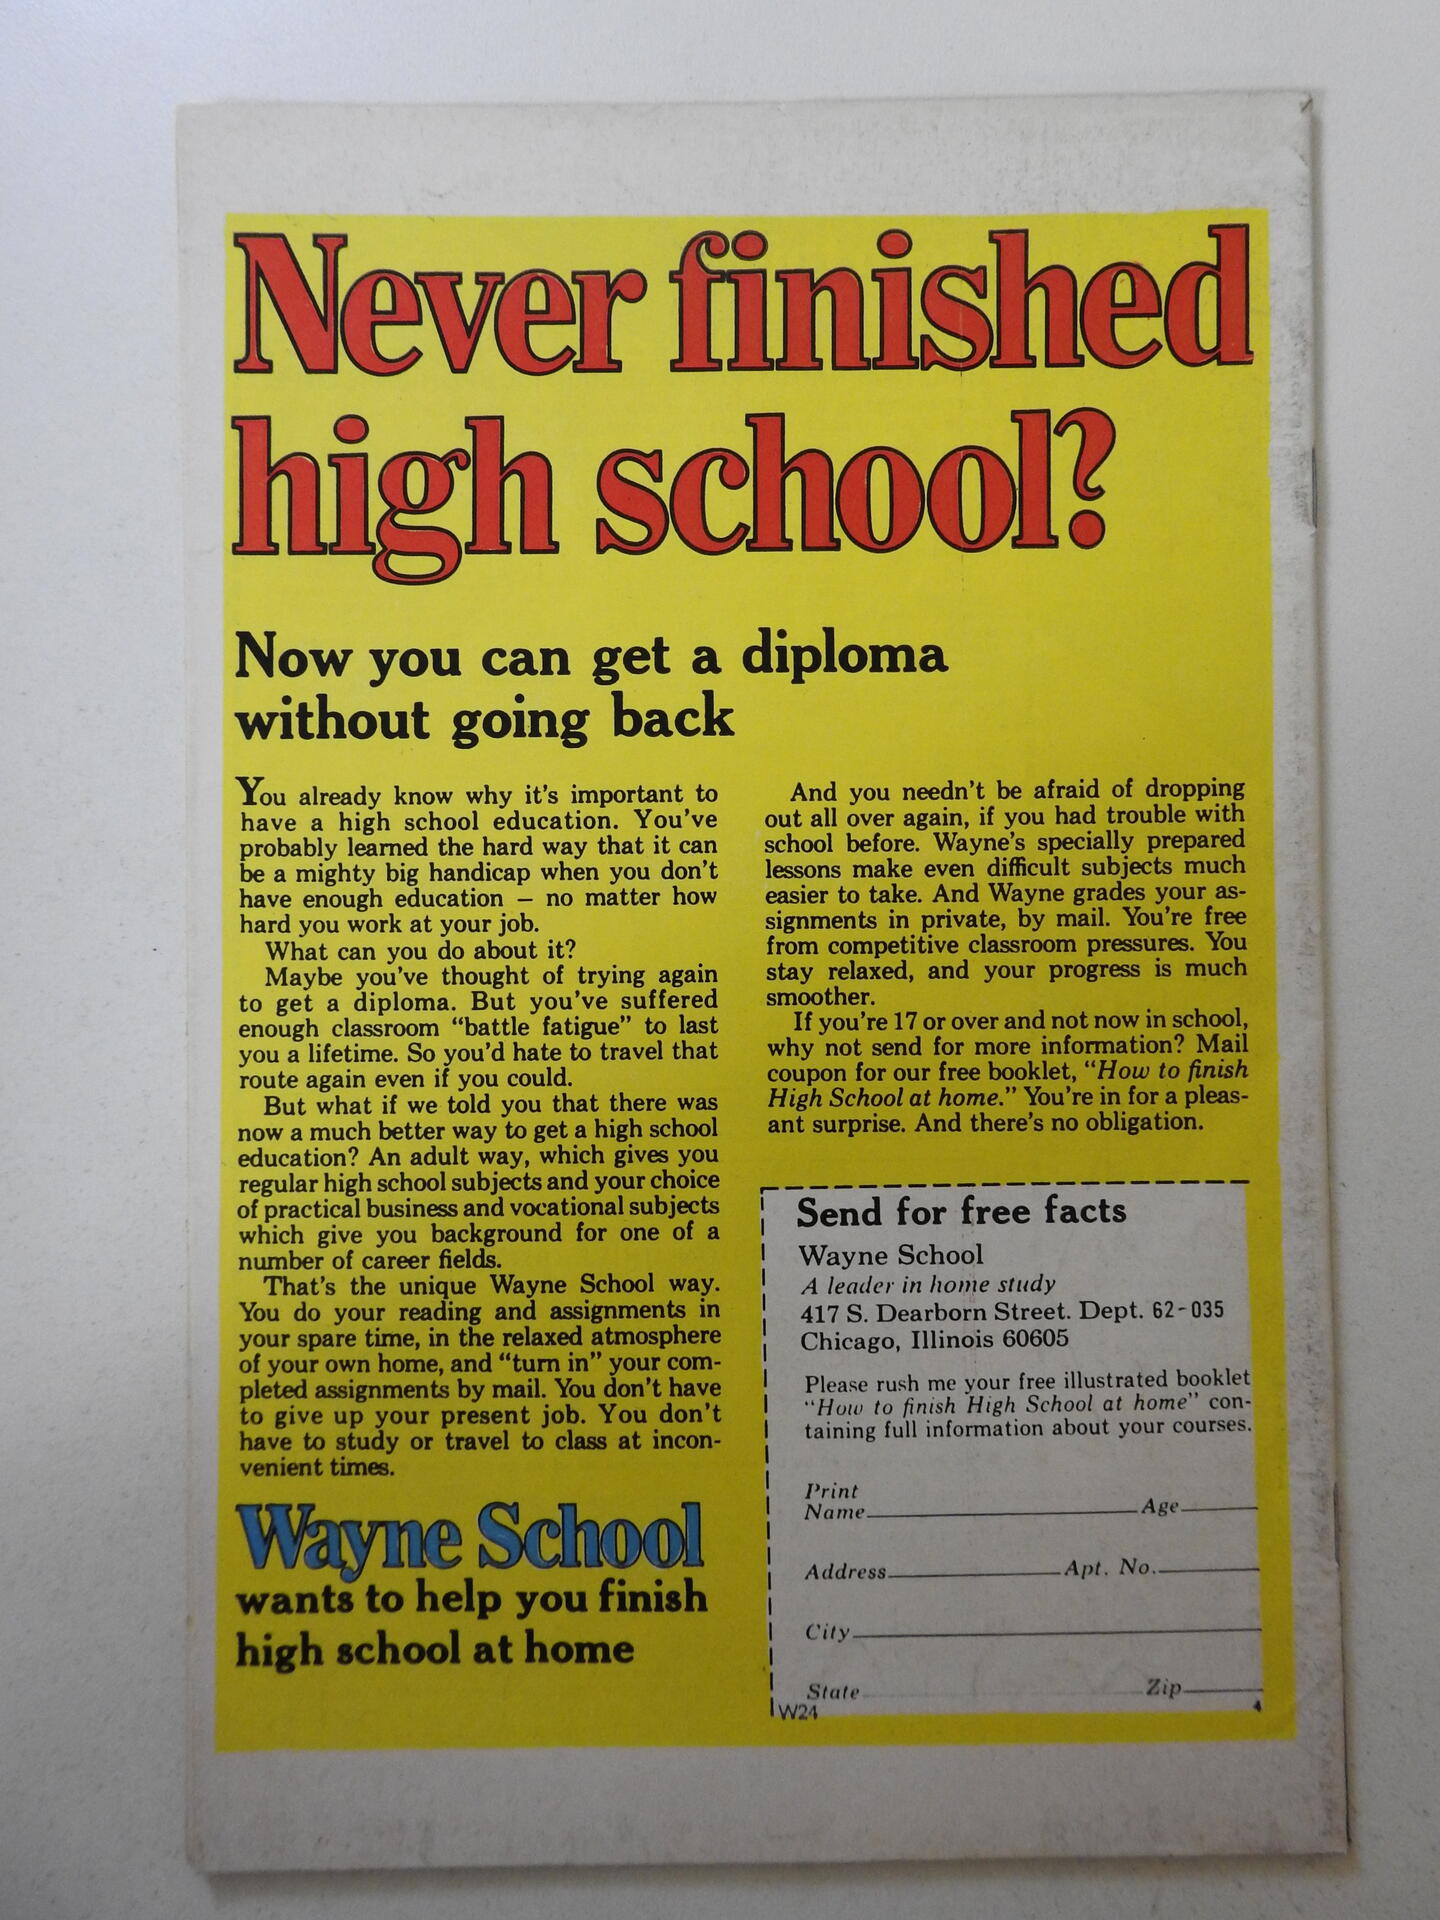 Never finished
high school?
Now you can get a diploma
without going back
You already know why it's important to
have a high school education. You've
probably learned the hard way that it can
be a mighty big handicap when you don't
have enough education – no matter how
hard you work at your job.
What can you do about it?
Maybe you've thought of trying again
to get a diploma. But you've suffered
enough classroom “battle fatigue” to last
you a lifetime. So you'd hate to travel that
route again even if you could.
But what if we told you that there was
now a much better way to get a high school
education? An adult way, which gives you
regular high school subjects and your choice
of practical business and vocational subjects
which give you background for one of a
number of career fields.
That's the unique Wayne School way.
You do your reading and assignments in
your spare time, in the relaxed atmosphere
of your own home, and “turn in” your com-
pleted assignments by mail. You don't have
to give up your present job. You don't
have to study or travel to class at incon-
venient times.
Wayne School
wants to help you finish
high school at home
And you needn't be afraid of dropping
out all over again, if you had trouble with
school before. Wayne's specially prepared
lessons make even difficult subjects much
easier to take. And Wayne grades your as-
signments in private, by mail. You're free
from competitive classroom pressures. You
stay relaxed, and your progress is much
smoother.
If you're 17 or over and not now in school,
why not send for more information? Mail
coupon for our free booklet, “How to finish
High School at home.” You're in for a pleas-
ant surprise. And there's no obligation.
Send for free facts
Wayne School
A leader in home study
417 S. Dearborn Street. Dept. 62-035
Chicago, Illinois 60605
Please rush me your free illustrated booklet
“How to finish High School at home” con-
taining full information about your courses.
Print
Name Age
Address Apt. No.
City
State Zip
W24 4